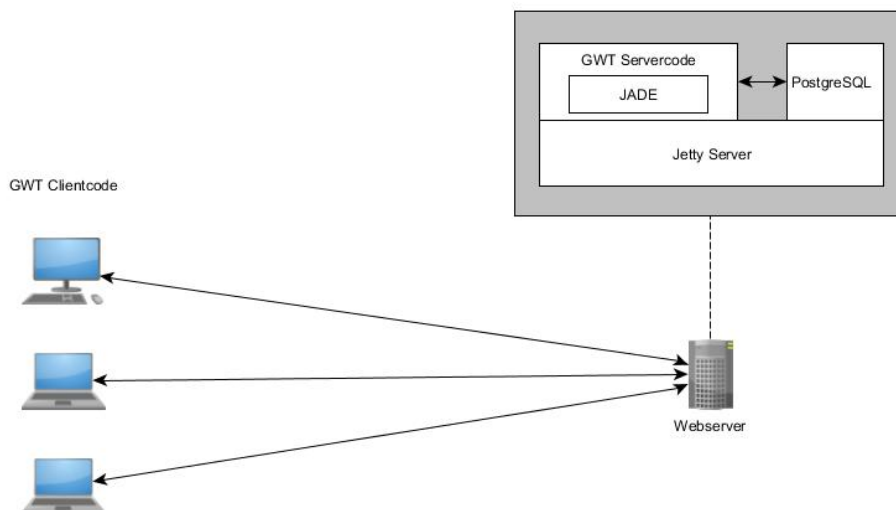 GWT Servercode
JADE
PostgreSQL
Jetty Server
GWT Clientcode
Webserver